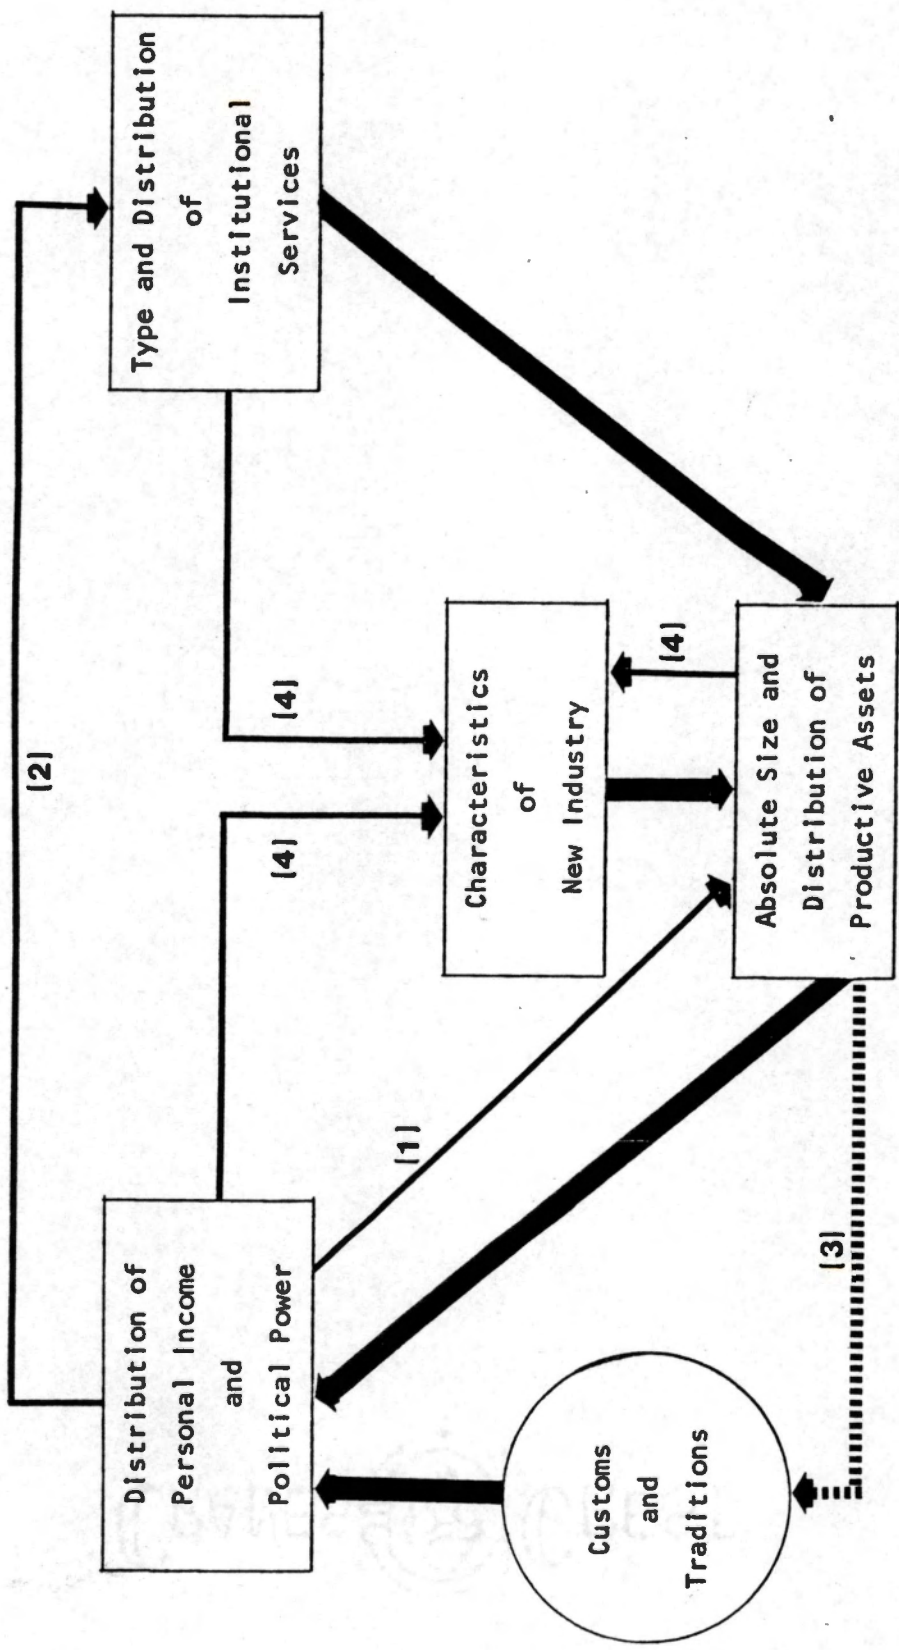 [2]
Distribution of
Personal Income
and
Political Power
Type and Distribution
of
Institutional
Services
[4]
[4]
[1]
Characteristics
of
New Industry
[4]
Customs
and
Traditions
[3]
Absolute Size and
Distribution of
Productive Assets